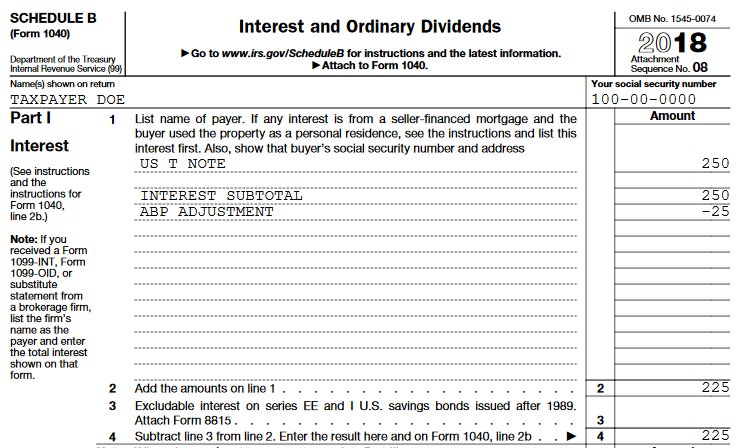 SCHEDULE B
(Form 1040)
Department of the Treasury
Internal Revenue Service (99)
Interest and Ordinary Dividends
▶Go to www.irs.gov/ScheduleB for instructions and the latest information.
▶Attach to Form 1040.
OMB No. 1545-0074
2018
Attachment
Sequence No. 08
Name(s) shown on return
TAXPAYER DOE
Your social security number
100-00-0000
Part I
Interest
(See instructions
and the
instructions for
Form 1040,
line 2b.)
Note: If you
received a Form
1099-INT, Form
1099-OID, or
substitute
statement from
a brokerage firm,
list the firm's
name as the
payer and enter
the total interest
shown on that
form.
1 List name of payer. If any interest is from a seller-financed mortgage and the
buyer used the property as a personal residence, see the instructions and list this
interest first. Also, show that buyer's social security number and address
Amount
US T NOTE 250
INTEREST SUBTOTAL 250
ABP ADJUSTMENT -25
2 Add the amounts on line 1 . . . . . . . . . . . . . . . . . 2 225
3 Excludable interest on series EE and I U.S. savings bonds issued after 1989.
Attach Form 8815 . . . . . . . . . . . . . . . . . . . . 3
4 Subtract line 3 from line 2. Enter the result here and on Form 1040, line 2b . . ▶ 4 225